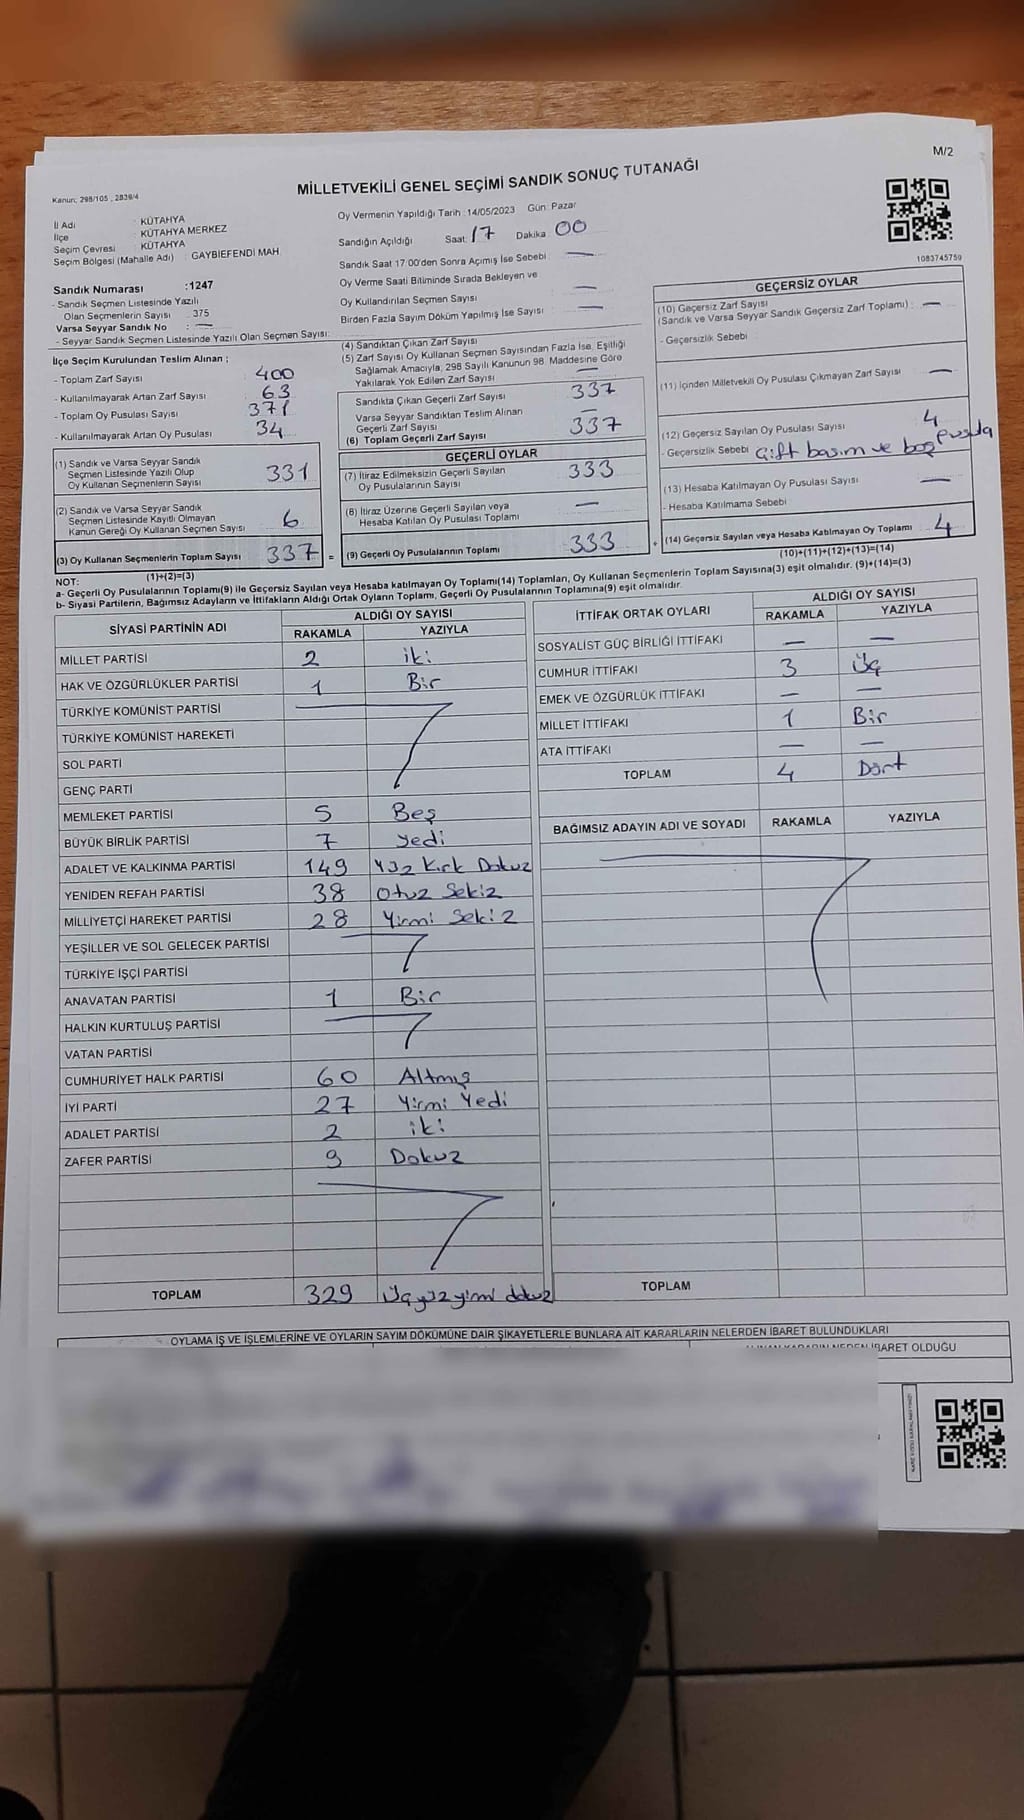 M/2
MİLLETVEKİLİ GENEL SEÇİMİ SANDIK SONUÇ TUTANAĞI
Kanun: 298/105 , 2839/4
İl Adı : KÜTAHYA
İlçe : KÜTAHYA MERKEZ
Seçim Çevresi : KÜTAHYA
Seçim Bölgesi (Mahalle Adı) : GAYBİEFENDİ MAH.
Oy Vermenin Yapıldığı Tarih : 14/05/2023 Gün: Pazar
Sandığın Açıldığı Saat: 17 Dakika 00
Sandık Saat 17:00'den Sonra Açımış İse Sebebi : —
Oy Verme Saati Bitiminde Sırada Bekleyen ve
Oy Kullandırılan Seçmen Sayısı : —
Birden Fazla Sayım Döküm Yapılmış İse Sayısı : —
1083745759
Sandık Numarası :1247
- Sandık Seçmen Listesinde Yazılı
Olan Seçmenlerin Sayısı : 375
Varsa Seyyar Sandık No : —
- Seyyar Sandık Seçmen Listesinde Yazılı Olan Seçmen Sayısı:
İlçe Seçim Kurulundan Teslim Alınan ;
- Toplam Zarf Sayısı 400
- Kullanılmayarak Artan Zarf Sayısı 63
- Toplam Oy Pusulası Sayısı 371
- Kullanılmayarak Artan Oy Pusulası 34
(1) Sandık ve Varsa Seyyar Sandık
Seçmen Listesinde Yazılı Olup
Oy Kullanan Seçmenlerin Sayısı 331
(2) Sandık ve Varsa Seyyar Sandık
Seçmen Listesinde Kayıtlı Olmayan
Kanun Gereği Oy Kullanan Seçmen Sayısı 6
(3) Oy Kullanan Seçmenlerin Toplam Sayısı 337 =
(1)+(2)=(3)
(4) Sandıktan Çıkan Zarf Sayısı
(5) Zarf Sayısı Oy Kullanan Seçmen Sayısından Fazla İse, Eşitliği
Sağlamak Amacıyla; 298 Sayılı Kanunun 98. Maddesine Göre
Yakılarak Yok Edilen Zarf Sayısı —
Sandıkta Çıkan Geçerli Zarf Sayısı 337
Varsa Seyyar Sandıktan Teslim Alınan
Geçerli Zarf Sayısı —
(6) Toplam Geçerli Zarf Sayısı 337
GEÇERLİ OYLAR
(7) İtiraz Edilmeksizin Geçerli Sayılan
Oy Pusulalarının Sayısı 333
(8) İtiraz Üzerine Geçerli Sayılan veya
Hesaba Katılan Oy Pusulası Toplamı —
(9) Geçerli Oy Pusulalarının Toplamı 333 +
GEÇERSİZ OYLAR
(10) Geçersiz Zarf Sayısı
(Sandık ve Varsa Seyyar Sandık Geçersiz Zarf Toplamı) : —
- Geçersizlik Sebebi
(11) İçinden Milletvekili Oy Pusulası Çıkmayan Zarf Sayısı —
(12) Geçersiz Sayılan Oy Pusulası Sayısı 4
- Geçersizlik Sebebi Çift basım ve boş pusula
(13) Hesaba Katılmayan Oy Pusulası Sayısı —
- Hesaba Katılmama Sebebi
(14) Geçersiz Sayılan veya Hesaba Katılmayan Oy Toplamı 4
(10)+(11)+(12)+(13)=(14)
NOT:
a- Geçerli Oy Pusulalarının Toplamı(9) ile Geçersiz Sayılan veya Hesaba katılmayan Oy Toplamı(14) Toplamları, Oy Kullanan Seçmenlerin Toplam Sayısına(3) eşit olmalıdır. (9)+(14)=(3)
b- Siyasi Partilerin, Bağımsız Adayların ve İttifakların Aldığı Ortak Oyların Toplamı, Geçerli Oy Pusulalarının Toplamına(9) eşit olmalıdır.
SİYASİ PARTİNİN ADI ALDIĞI OY SAYISI
RAKAMLA YAZIYLA
MİLLET PARTİSİ 2 iki
HAK VE ÖZGÜRLÜKLER PARTİSİ 1 Bir
TÜRKİYE KOMÜNİST PARTİSİ
TÜRKİYE KOMÜNİST HAREKETİ
SOL PARTİ
GENÇ PARTİ
MEMLEKET PARTİSİ 5 Beş
BÜYÜK BİRLİK PARTİSİ 7 yedi
ADALET VE KALKINMA PARTİSİ 149 Yüz Kırk Dokuz
YENİDEN REFAH PARTİSİ 38 Otuz Sekiz
MİLLİYETÇİ HAREKET PARTİSİ 28 Yirmi Sekiz
YEŞİLLER VE SOL GELECEK PARTİSİ
TÜRKİYE İŞÇİ PARTİSİ
ANAVATAN PARTİSİ 1 Bir
HALKIN KURTULUŞ PARTİSİ
VATAN PARTİSİ
CUMHURİYET HALK PARTİSİ 60 Altmış
İYİ PARTİ 27 Yirmi Yedi
ADALET PARTİSİ 2 iki
ZAFER PARTİSİ 9 Dokuz
TOPLAM 329 Üçyüzyirmi dokuz
İTTİFAK ORTAK OYLARI ALDIĞI OY SAYISI
RAKAMLA YAZIYLA
SOSYALİST GÜÇ BİRLİĞİ İTTİFAKI — —
CUMHUR İTTİFAKI 3 Üç
EMEK VE ÖZGÜRLÜK İTTİFAKI — —
MİLLET İTTİFAKI 1 Bir
ATA İTTİFAKI — —
TOPLAM 4 Dört
BAĞIMSIZ ADAYIN ADI VE SOYADI RAKAMLA YAZIYLA
TOPLAM
OYLAMA İŞ VE İŞLEMLERİNE VE OYLARIN SAYIM DÖKÜMÜNE DAİR ŞİKAYETLERLE BUNLARA AİT KARARLARIN NELERDEN İBARET BULUNDUKLARI
İBARET OLDUĞU